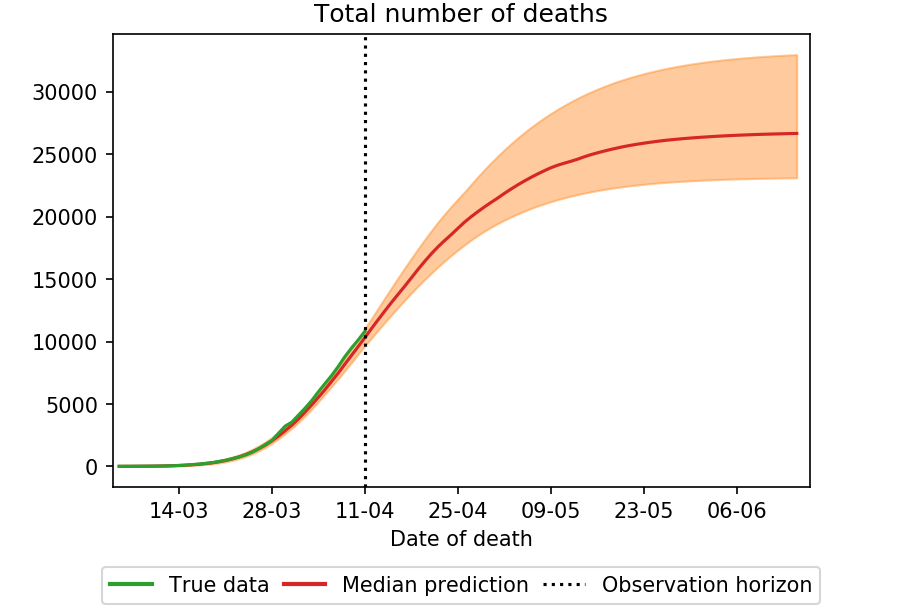 Total number of deaths
30000
25000
20000
15000
10000
5000
0
14-03 28-03 11-04 25-04 09-05 23-05 06-06
Date of death
True data Median prediction Observation horizon